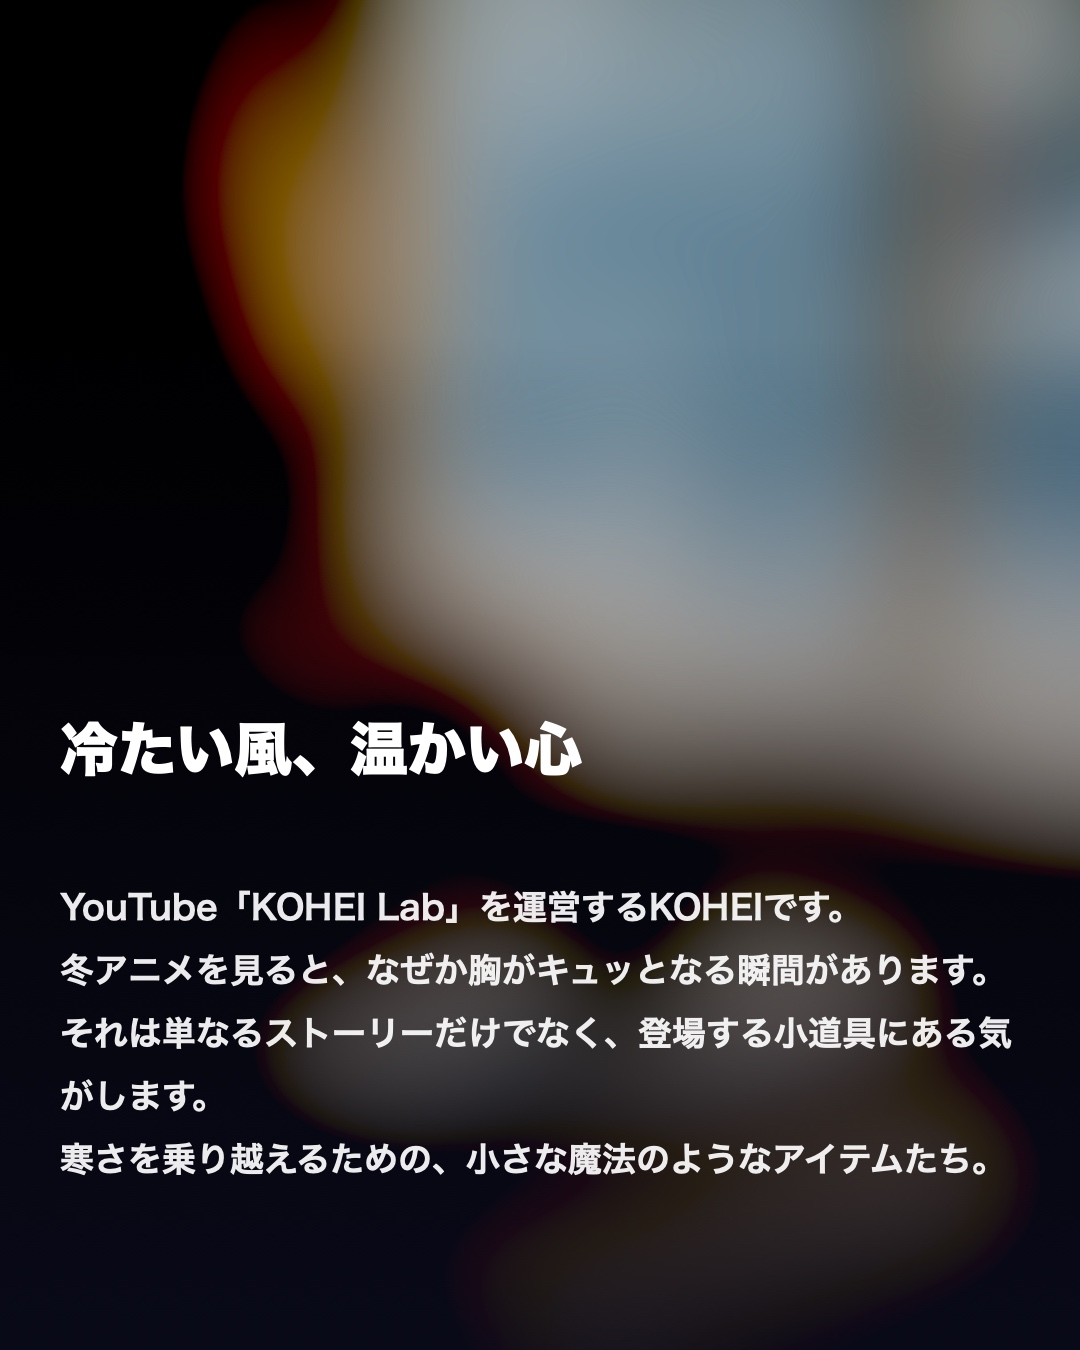 冷たい風、温かい心
YouTube「KOHEI Lab」を運営するKOHEIです。
冬アニメを見ると、なぜか胸がキュッとなる瞬間があります。
それは単なるストーリーだけでなく、登場する小道具にある気
がします。
寒さを乗り越えるための、小さな魔法のようなアイテムたち。